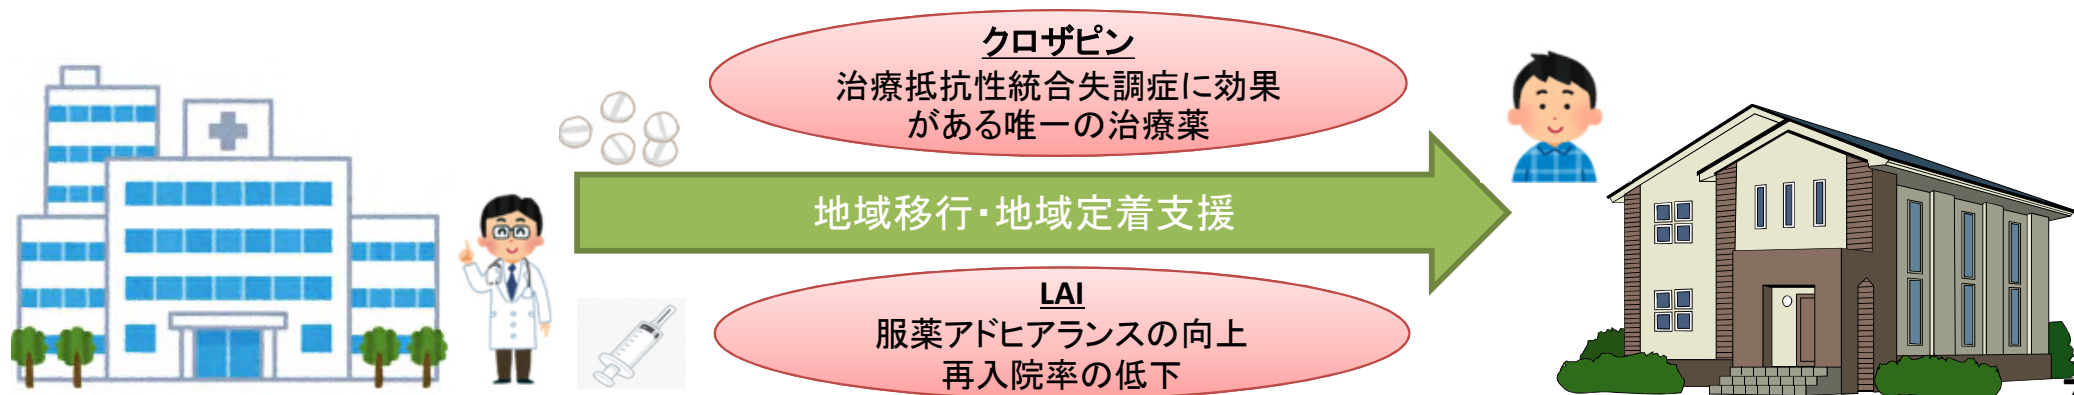 クロザピン
治療抵抗性統合失調症に効果
がある唯一の治療薬
地域移行・地域定着支援
LAI
服薬アドヒアランスの向上
再入院率の低下